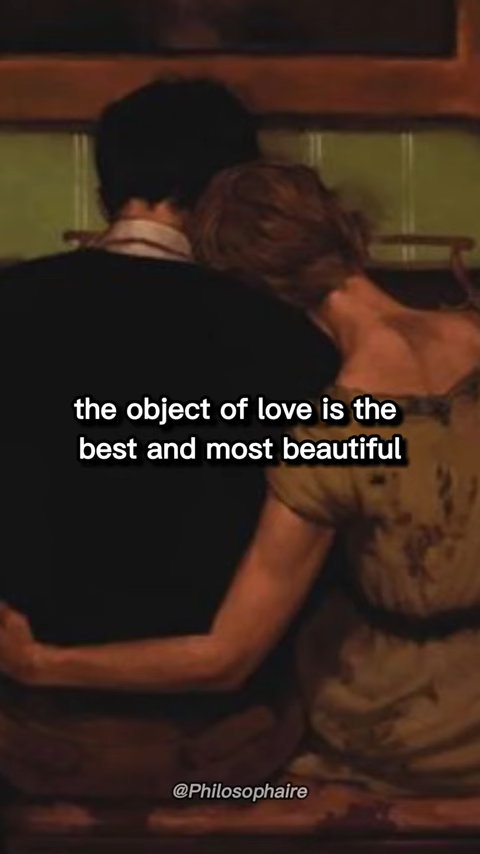 the object of love is the
best and most beautiful
@Philosophaire